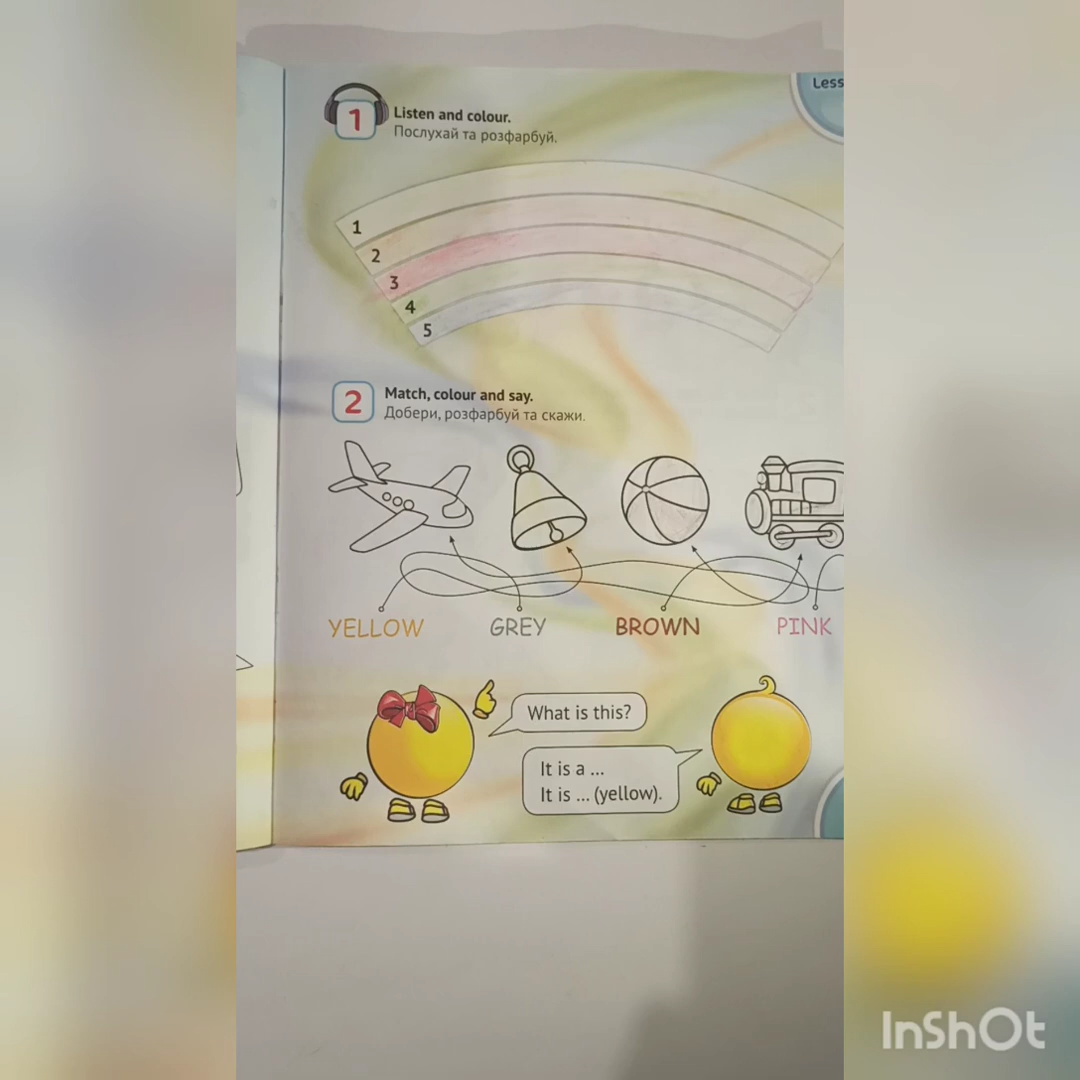 Less
1
Listen and colour.
Послухай та розфарбуй.
1
2
3
4
5
2
Match, colour and say.
Добери, розфарбуй та скажи.
YELLOW GREY BROWN PINK
What is this?
It is a ...
It is ... (yellow).
InShOt